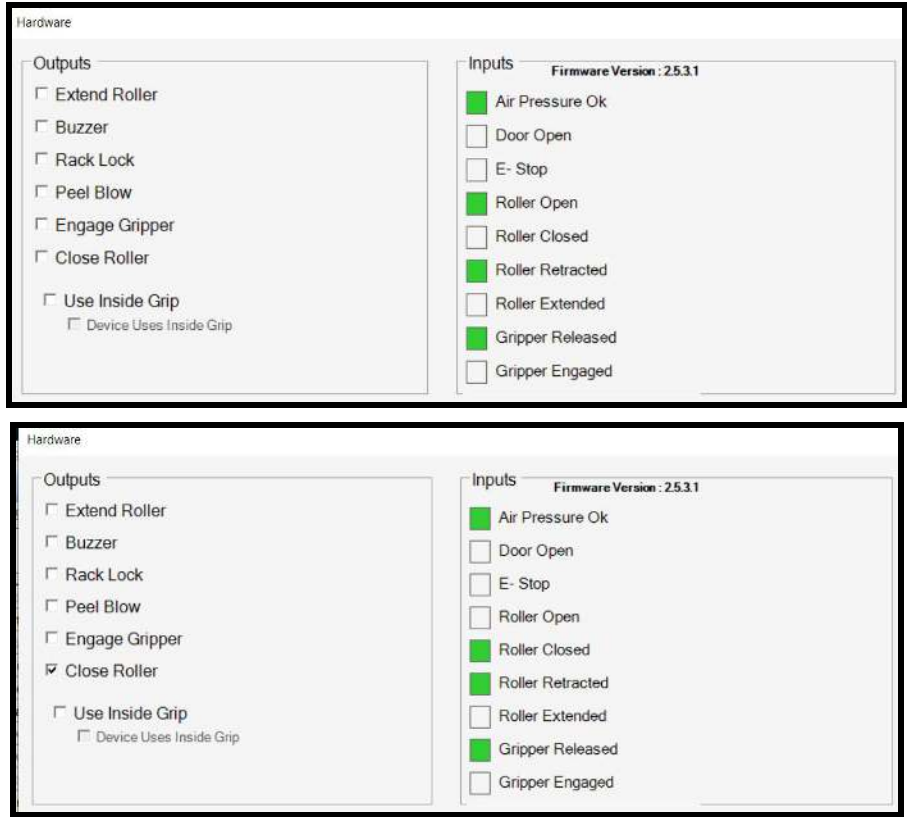 Hardware
Outputs
Extend Roller
Buzzer
Rack Lock
Peel Blow
Engage Gripper
Close Roller
Use Inside Grip
Device Uses Inside Grip
Inputs
Firmware Version : 2.5.3.1
Air Pressure Ok
Door Open
E- Stop
Roller Open
Roller Closed
Roller Retracted
Roller Extended
Gripper Released
Gripper Engaged
Hardware
Outputs
Extend Roller
Buzzer
Rack Lock
Peel Blow
Engage Gripper
Close Roller
Use Inside Grip
Device Uses Inside Grip
Inputs
Firmware Version : 2.5.3.1
Air Pressure Ok
Door Open
E- Stop
Roller Open
Roller Closed
Roller Retracted
Roller Extended
Gripper Released
Gripper Engaged